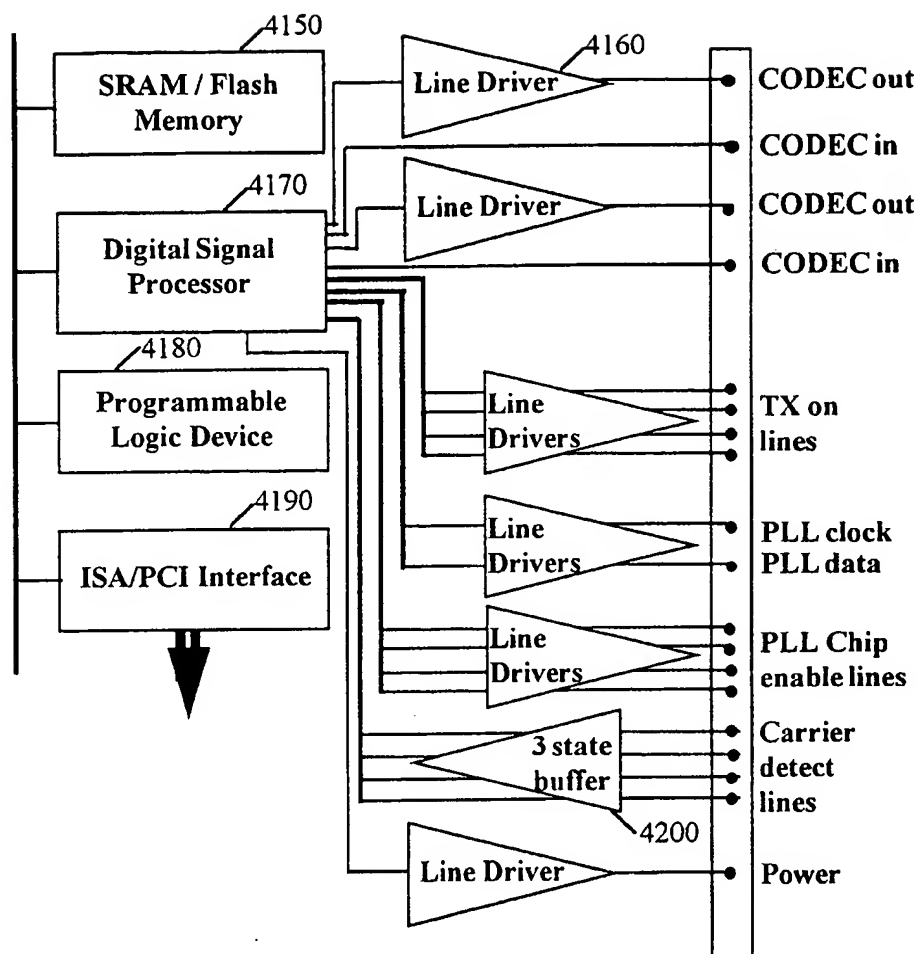 4150
SRAM / Flash
Memory
4160
Line Driver
CODEC out
CODEC in
4170
Digital Signal
Processor
Line Driver
CODEC out
CODEC in
4180
Programmable
Logic Device
Line
Drivers
TX on
lines
4190
ISA/PCI Interface
Line
Drivers
PLL clock
PLL data
Line
Drivers
PLL Chip
enable lines
3 state
buffer
4200
Carrier
detect
lines
Line Driver
Power